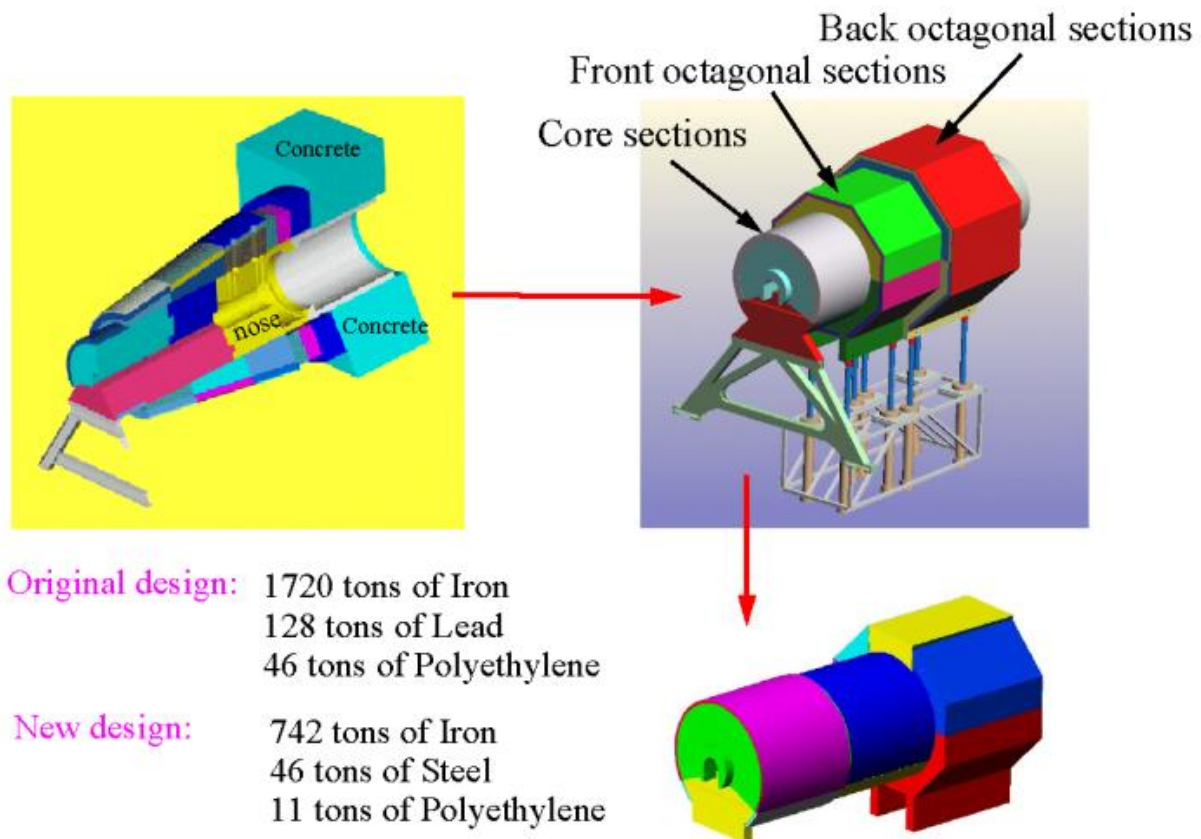 Back octagonal sections
Front octagonal sections
Core sections
Concrete
nose
Concrete
Original design: 1720 tons of Iron
128 tons of Lead
46 tons of Polyethylene
New design: 742 tons of Iron
46 tons of Steel
11 tons of Polyethylene